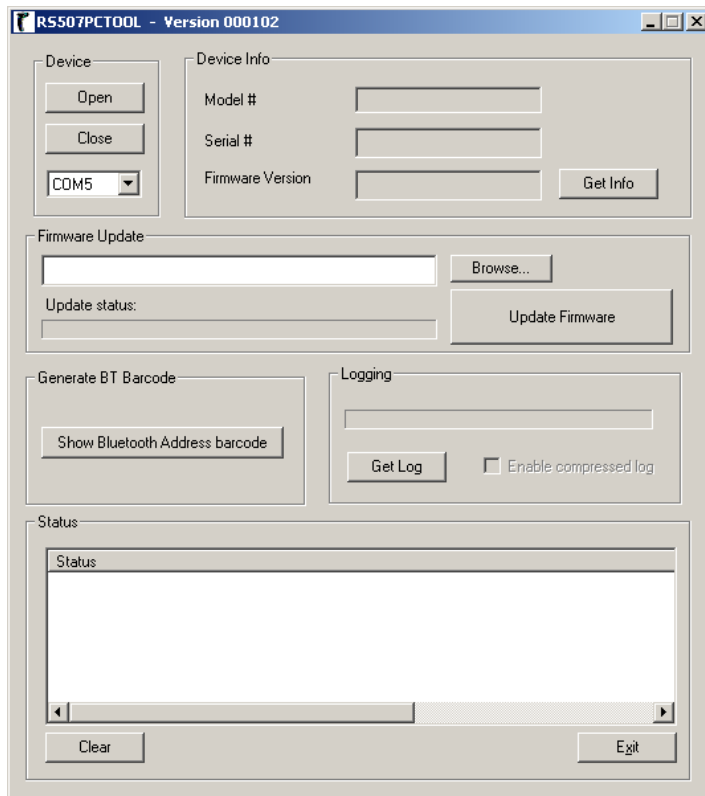 RS507PCTOOL - Version 000102
Device
Open
Close
COM5
Device Info
Model #
Serial #
Firmware Version
Get Info
Firmware Update
Browse...
Update status:
Update Firmware
Generate BT Barcode
Show Bluetooth Address barcode
Logging
Get Log
Enable compressed log
Status
Status
Clear
Exit